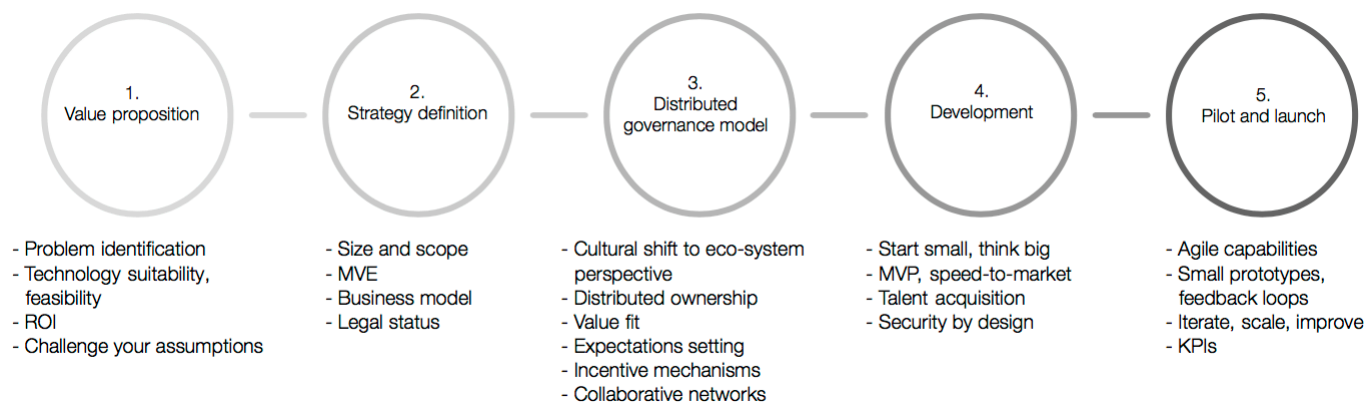 1.
Value proposition
2.
Strategy definition
3.
Distributed
governance model
4.
Development
5.
Pilot and launch
- Problem identification
- Technology suitability,
feasibility
- ROI
- Challenge your assumptions
- Size and scope
- MVE
- Business model
- Legal status
- Cultural shift to eco-system
perspective
- Distributed ownership
- Value fit
- Expectations setting
- Incentive mechanisms
- Collaborative networks
- Start small, think big
- MVP, speed-to-market
- Talent acquisition
- Security by design
- Agile capabilities
- Small prototypes,
feedback loops
- Iterate, scale, improve
- KPIs